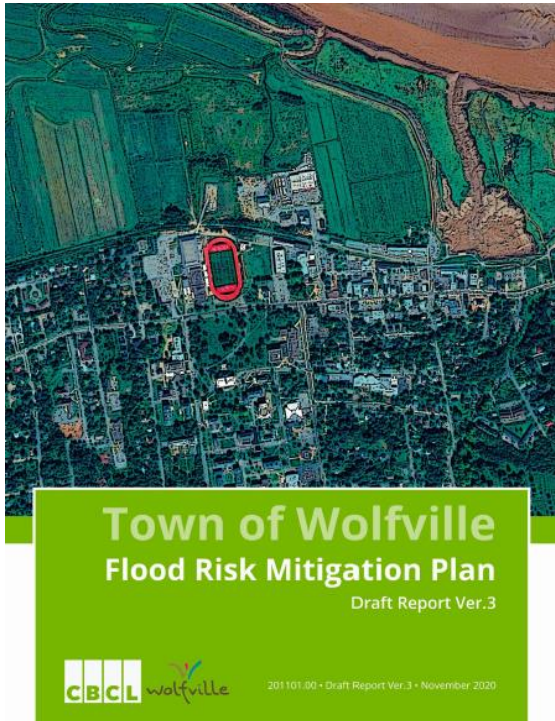 Town of Wolfville
Flood Risk Mitigation Plan
Draft Report Ver.3
CBCL wolfville
201101.00 • Draft Report Ver.3 • November 2020